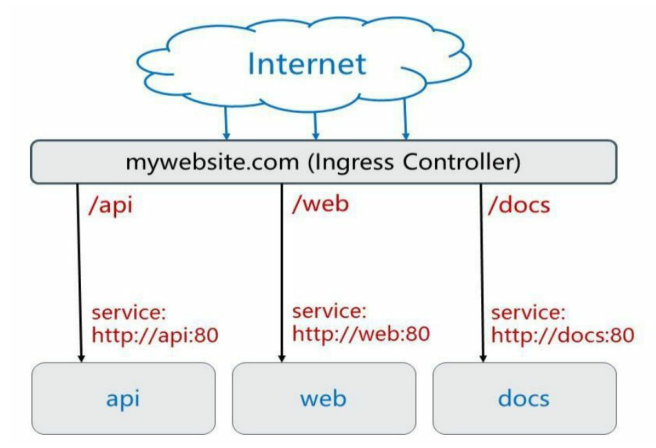 Internet
mywebsite.com (Ingress Controller)
/api
/web
/docs
service:
http://api:80
service:
http://web:80
service:
http://docs:80
api
web
docs